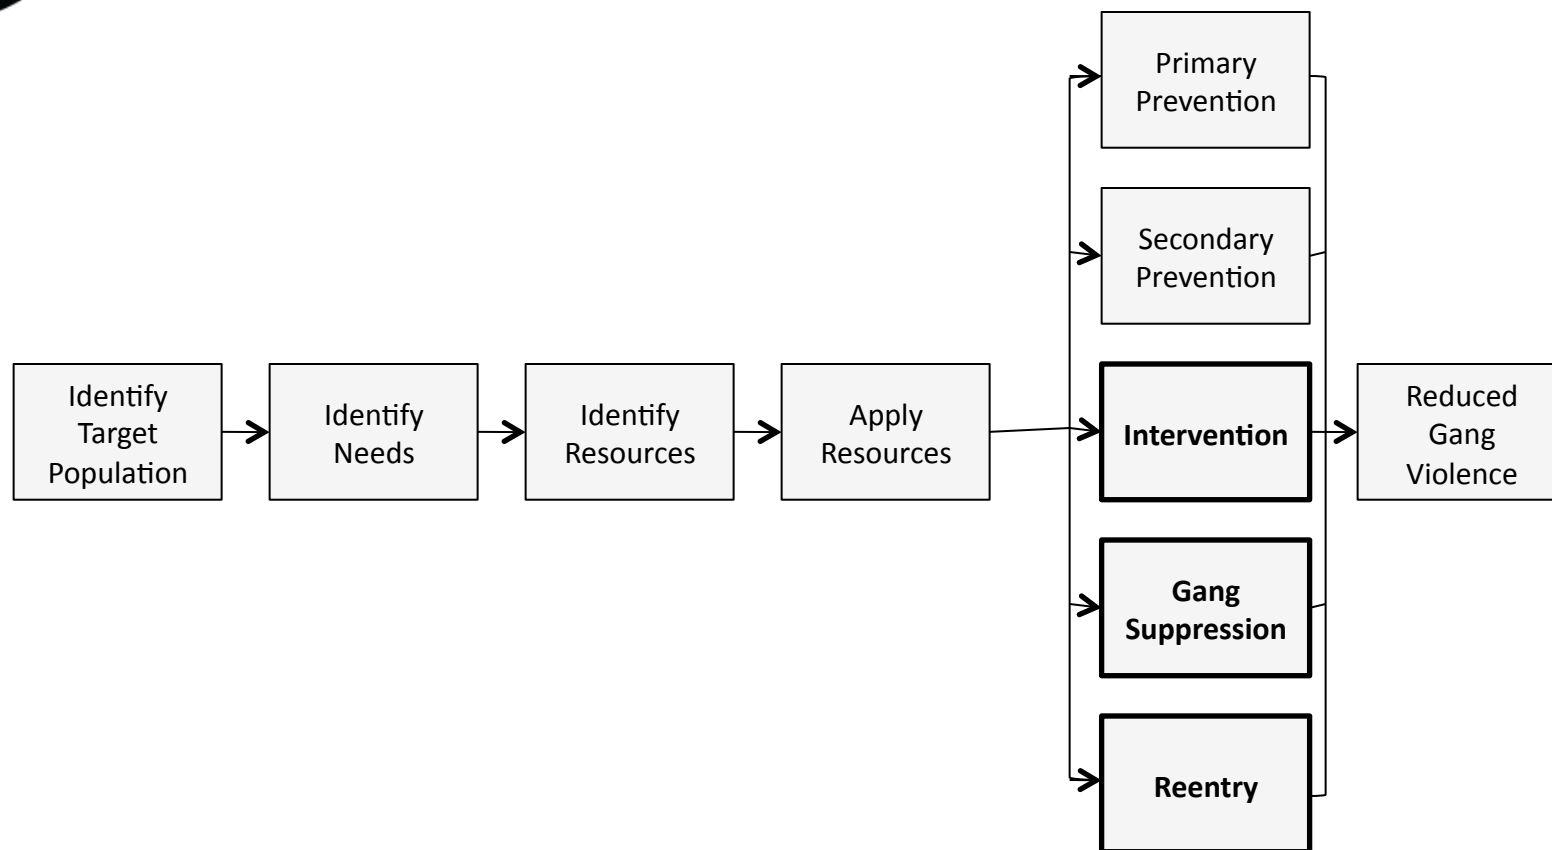 Primary
Prevention
Secondary
Prevention
Identify
Target
Population
Identify
Needs
Identify
Resources
Apply
Resources
Intervention
Reduced
Gang
Violence
Gang
Suppression
Reentry